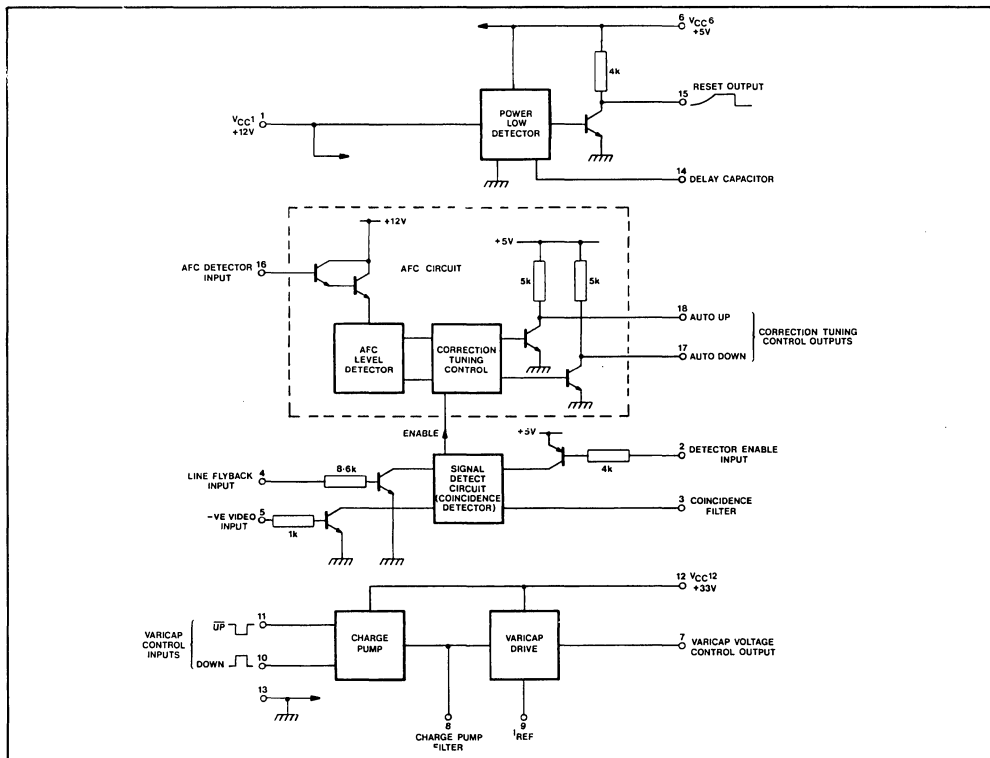 6 VCC6
+5V
4k
RESET OUTPUT
15
VCC1 1
+12V
POWER
LOW
DETECTOR
14
DELAY CAPACITOR
+12V
AFC CIRCUIT
+5V
AFC DETECTOR
INPUT
16
5k
5k
18
AUTO UP
17
AUTO DOWN
CORRECTION TUNING
CONTROL OUTPUTS
AFC
LEVEL
DETECTOR
CORRECTION
TUNING
CONTROL
ENABLE
+5V
2
DETECTOR ENABLE
INPUT
4k
LINE FLYBACK
INPUT
4
8·6k
SIGNAL
DETECT
CIRCUIT
(COINCIDENCE
DETECTOR)
3
COINCIDENCE
FILTER
-VE VIDEO
INPUT
5
1k
12 VCC12
+33V
VARICAP
CONTROL
INPUTS
UP
11
DOWN
10
CHARGE
PUMP
VARICAP
DRIVE
7
VARICAP VOLTAGE
CONTROL OUTPUT
13
8
CHARGE PUMP
FILTER
9
IREF